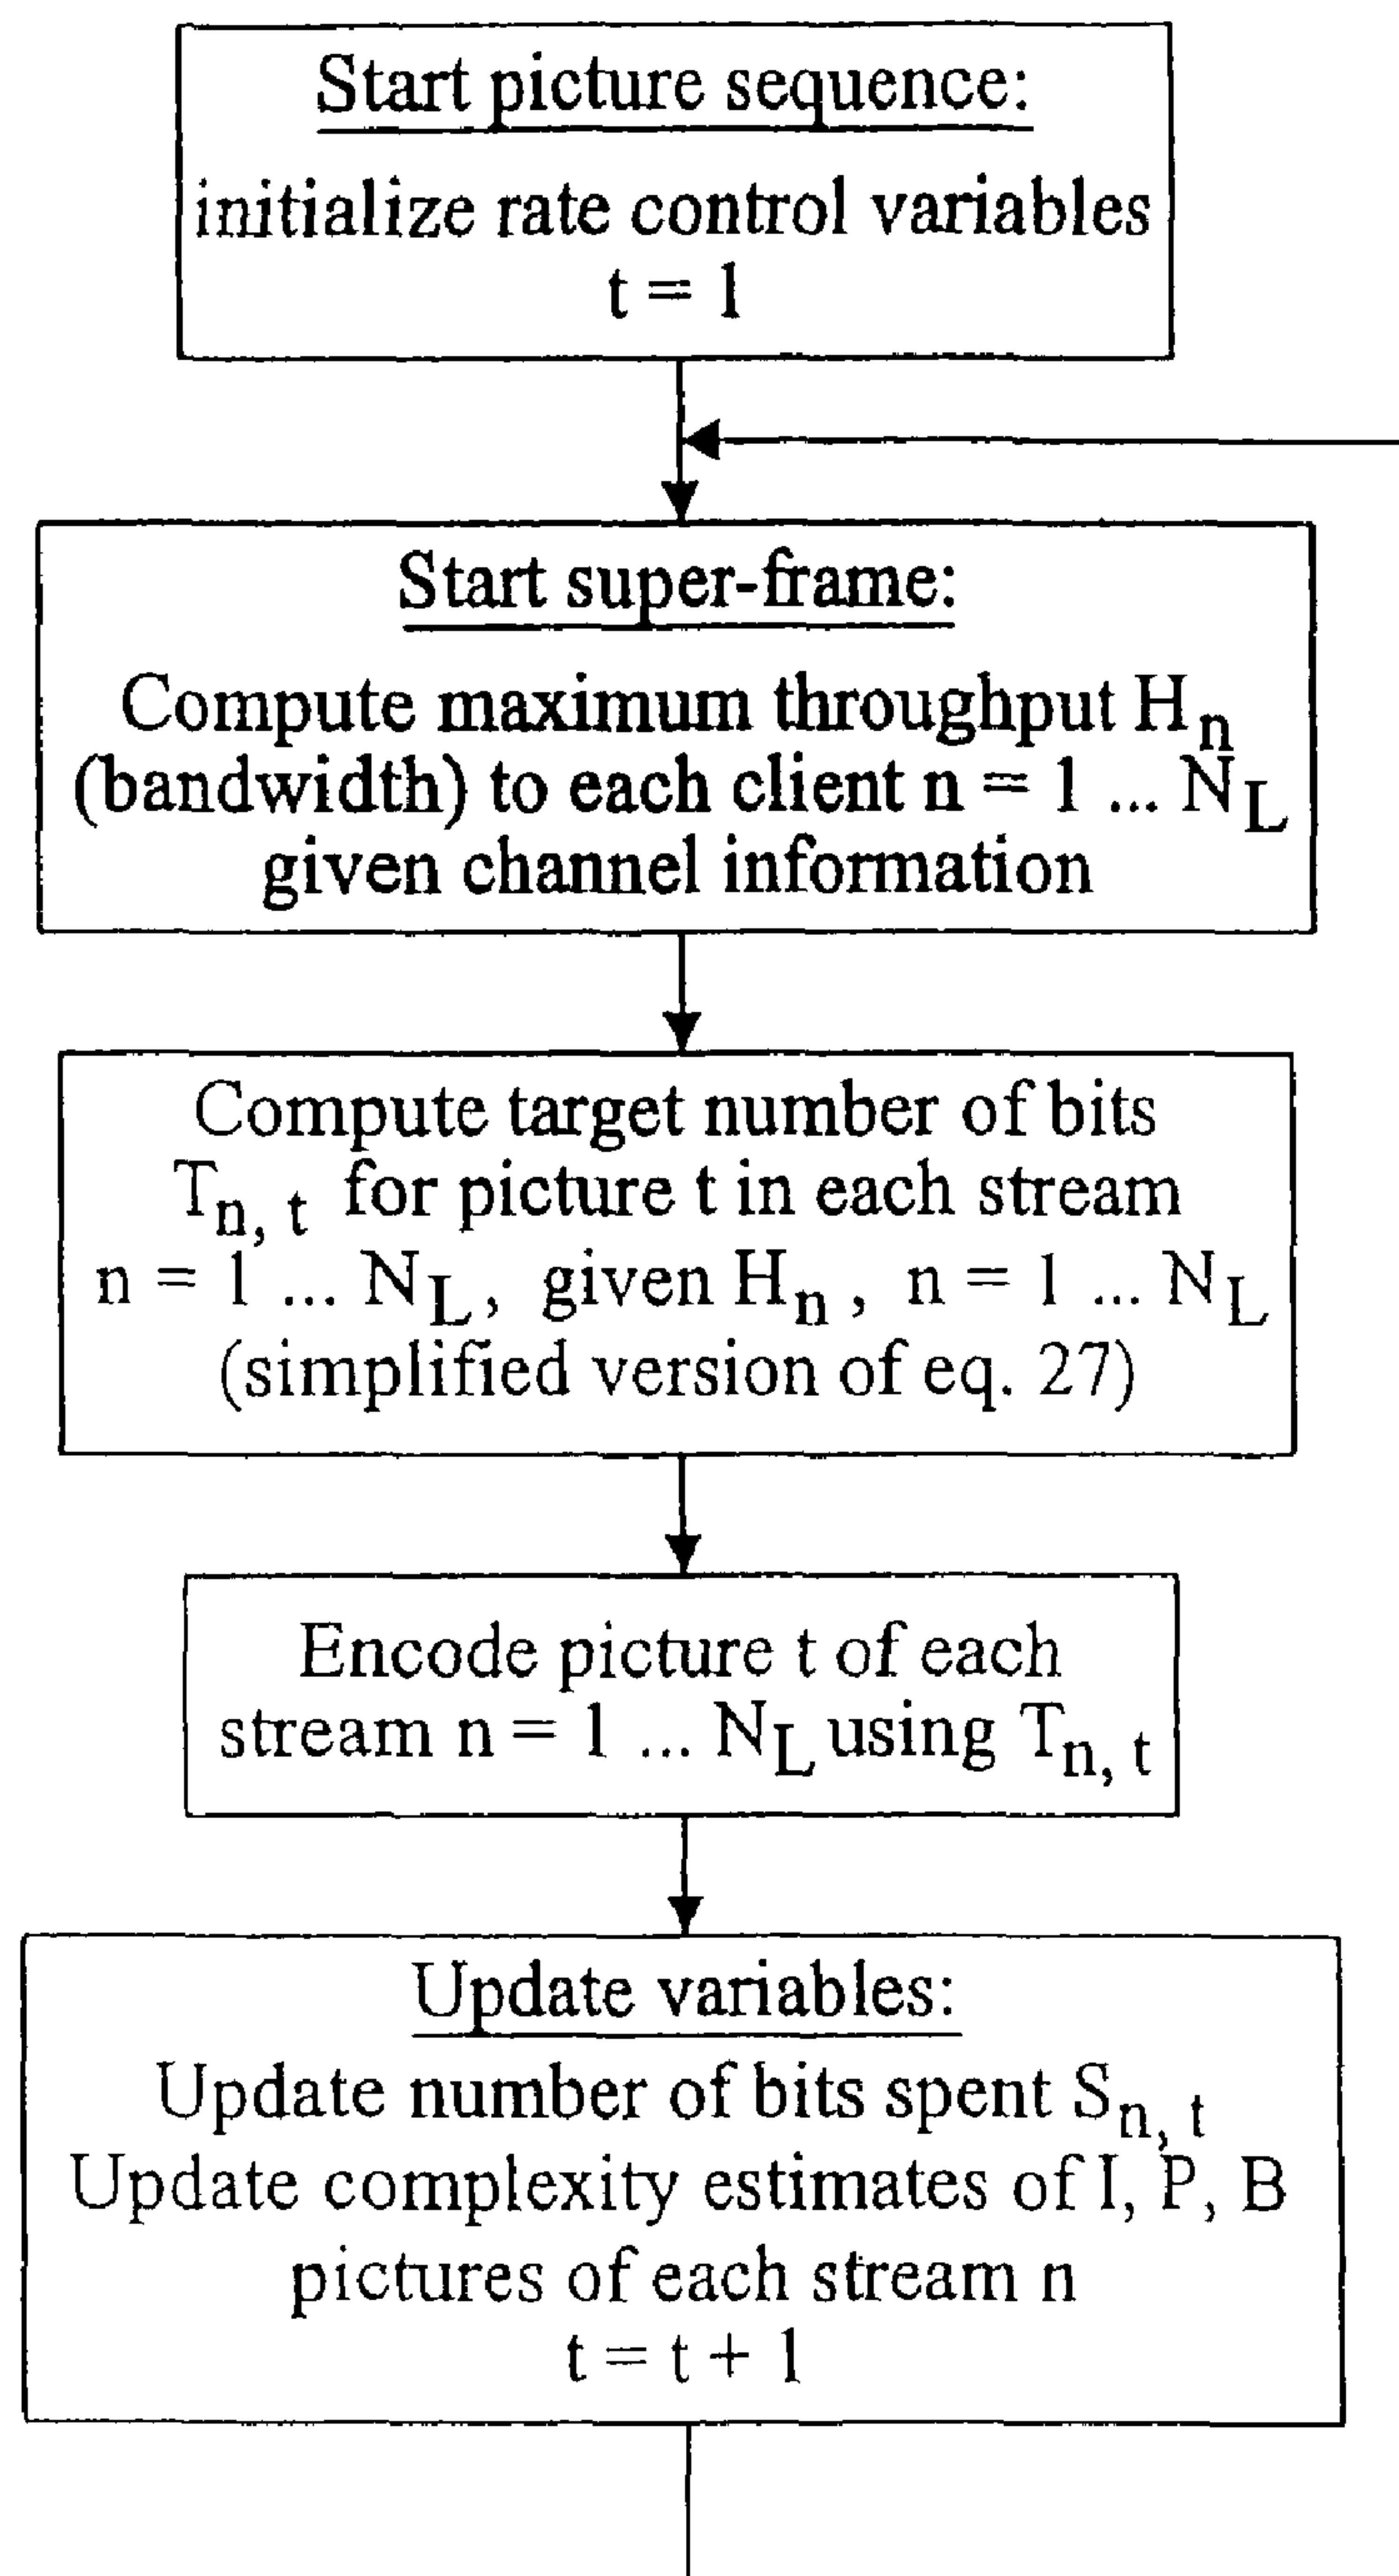 Start picture sequence:
initialize rate control variables
t = 1
Start super-frame:
Compute maximum throughput Hn
(bandwidth) to each client n = 1 ... NL
given channel information
Compute target number of bits
Tn, t for picture t in each stream
n = 1 ... NL, given Hn , n = 1 ... NL
(simplified version of eq. 27)
Encode picture t of each
stream n = 1 ... NL using Tn, t
Update variables:
Update number of bits spent Sn, t
Update complexity estimates of I, P, B
pictures of each stream n
t = t + 1